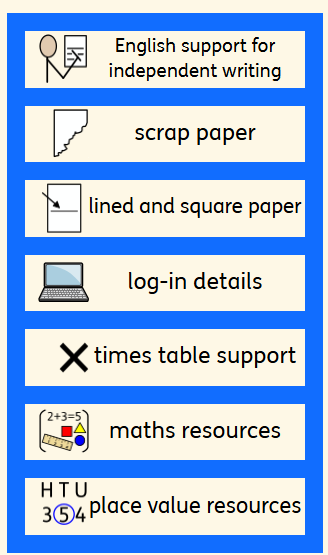 English support for
independent writing
scrap paper
lined and square paper
log-in details
times table support
2+3=5
maths resources
H T U
354
place value resources